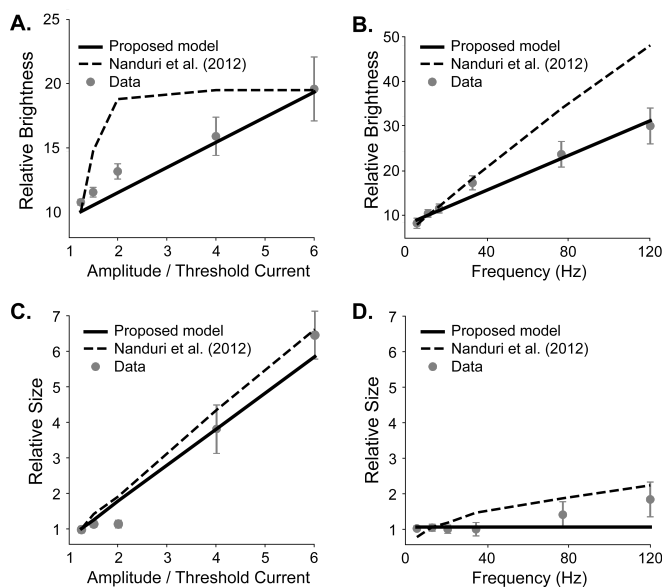 A.
25
20
15
10
1
2
3
4
5
6
Relative Brightness
Amplitude / Threshold Current
Proposed model
Nanduri et al. (2012)
Data
B.
50
40
30
20
10
0
40
80
120
Relative Brightness
Frequency (Hz)
Proposed model
Nanduri et al. (2012)
Data
C.
7
6
5
4
3
2
1
1
2
3
4
5
6
Relative Size
Amplitude / Threshold Current
Proposed model
Nanduri et al. (2012)
Data
D.
7
6
5
4
3
2
1
0
40
80
120
Relative Size
Frequency (Hz)
Proposed model
Nanduri et al. (2012)
Data